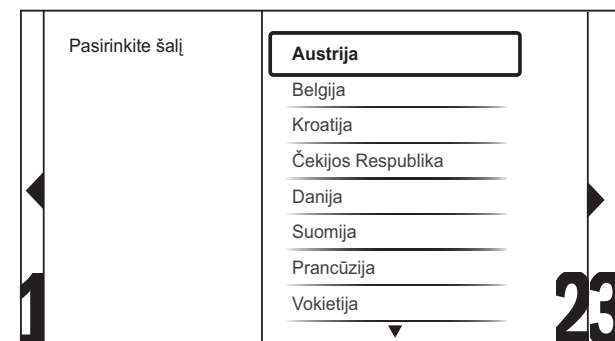 Pasirinkite šalį
Austrija
Belgija
Kroatija
Čekijos Respublika
Danija
Suomija
Prancūzija
Vokietija
1
23